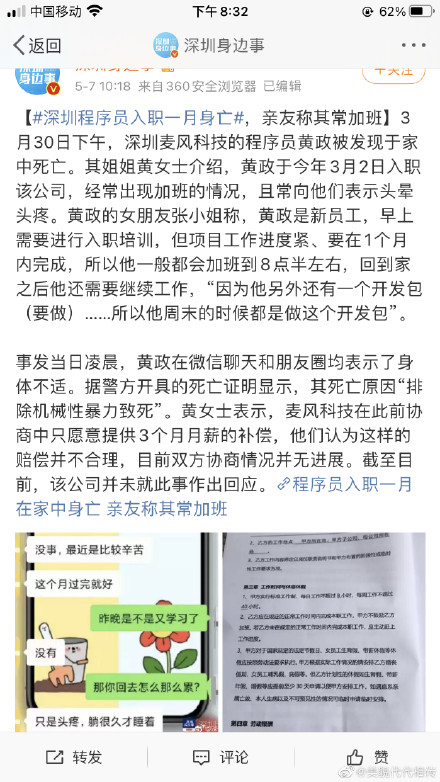 中国移动
下午8:32
62%
返回
深圳身边事
深圳身边事
5-7 10:18 来自360安全浏览器 已编辑
+关注
【#深圳程序员入职一月身亡#，亲友称其常加班】3
月30日下午，深圳麦风科技的程序员黄政被发现于家
中死亡。其姐姐黄女士介绍，黄政于今年3月2日入职
该公司，经常出现加班的情况，且常向他们表示头晕
头疼。黄政的女朋友张小姐称，黄政是新员工，早上
需要进行入职培训，但项目工作进度紧、要在1个月
内完成，所以他一般都会加班到8点半左右，回到家
之后他还需要继续工作，“因为他另外还有一个开发包
（要做）……所以他周末的时候都是做这个开发包”。
事发当日凌晨，黄政在微信聊天和朋友圈均表示了身
体不适。据警方开具的死亡证明显示，其死亡原因“排
除机械性暴力致死”。黄女士表示，麦风科技在此前协
商中只愿意提供3个月月薪的补偿，他们认为这样的
赔偿并不合理，目前双方协商情况并无进展。截至目
前，该公司并未就此事作出回应。程序员入职一月
在家中身亡 亲友称其常加班
没事，最近是比较辛苦
这个月过完就好
昨晚是不是又学习了
没有
那你回去怎么那么累？
只是头疼，躺很久才睡着
第四章 劳动报酬
转发
评论
赞